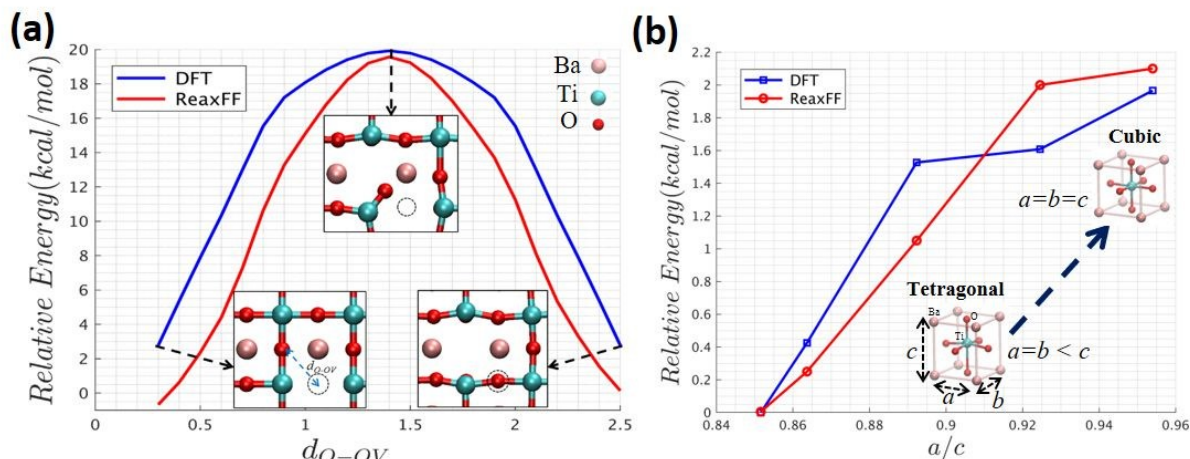 (a)
Relative Energy(kcal/mol)
20
18
16
14
12
10
8
6
4
2
0
DFT
ReaxFF
Ba
Ti
O
d_{O-OV}
0
0.5
1
1.5
2
2.5
d_{O-OV}
(b)
Relative Energy(kcal/mol)
2.2
2
1.8
1.6
1.4
1.2
1
0.8
0.6
0.4
0.2
0
DFT
ReaxFF
Cubic
a=b=c
Tetragonal
Ba
O
Ti
c
a=b < c
a
b
0.84
0.86
0.88
0.9
0.92
0.94
0.96
a/c